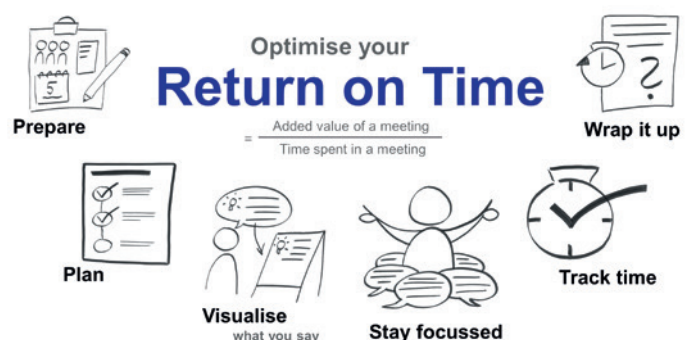 Optimise your
Return on Time
= Added value of a meeting
Time spent in a meeting
5
Prepare
Plan
Visualise
what you say
Stay focussed
Track time
?
Wrap it up